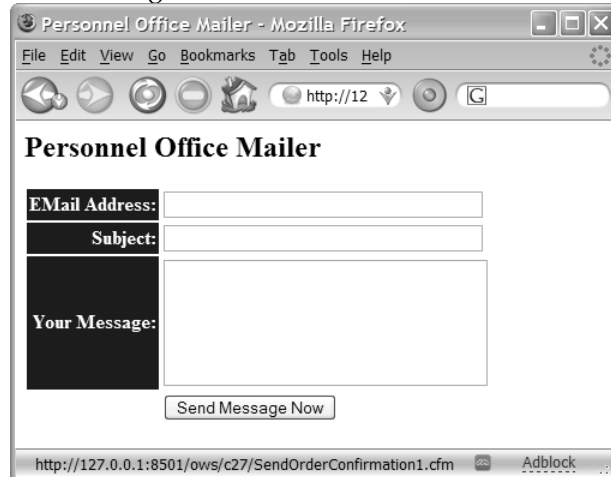 Personnel Office Mailer - Mozilla Firefox
File Edit View Go Bookmarks Tab Tools Help
http://12 G
Personnel Office Mailer
EMail Address:
Subject:
Your Message:
Send Message Now
http://127.0.0.1:8501/ows/c27/SendOrderConfirmation1.cfm Adblock